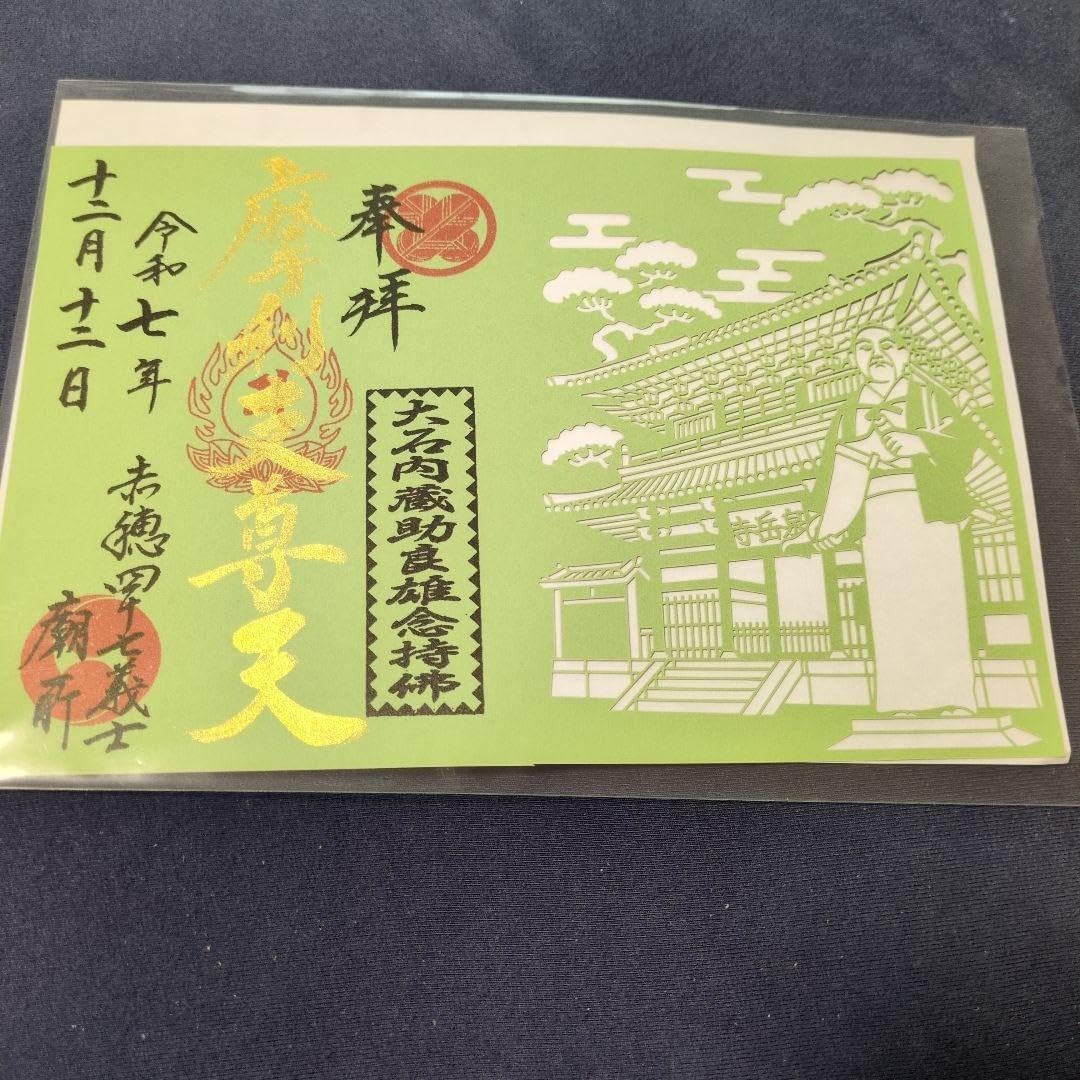 泉岳寺
奉拝
大石内蔵助良雄念持佛
摩利支尊天
令和七年
十二月十二日
赤穂四十七義士
廟所